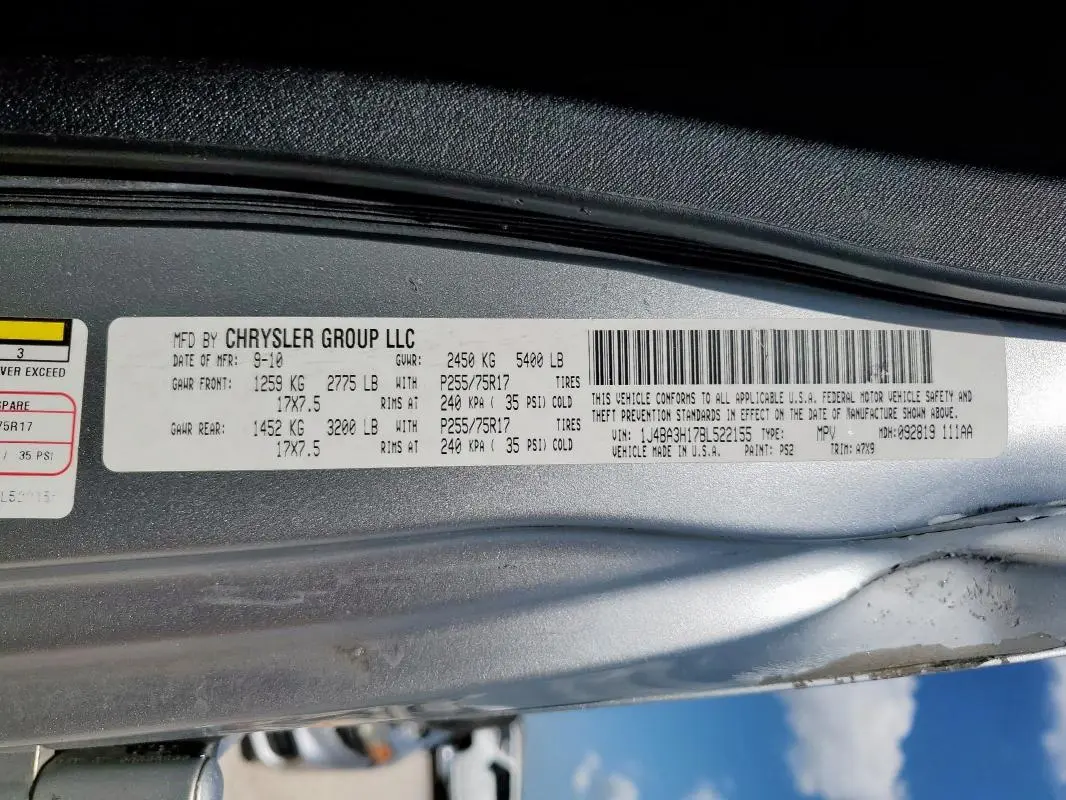 3
VER EXCEED
SPARE
75R17
/ 35 PSI
MFD BY CHRYSLER GROUP LLC
DATE OF MFR: 9-10 GVWR: 2450 KG 5400 LB
GAWR FRONT: 1259 KG 2775 LB WITH P255/75R17 TIRES
17X7.5 RIMS AT 240 KPA ( 35 PSI) COLD
GAWR REAR: 1452 KG 3200 LB WITH P255/75R17 TIRES
17X7.5 RIMS AT 240 KPA ( 35 PSI) COLD
THIS VEHICLE CONFORMS TO ALL APPLICABLE U.S.A. FEDERAL MOTOR VEHICLE SAFETY AND
THEFT PREVENTION STANDARDS IN EFFECT ON THE DATE OF MANUFACTURE SHOWN ABOVE.
VIN: 1J4BA3H17BL522155 TYPE: MPV MDH: 092819 111AA
VEHICLE MADE IN U.S.A. PAINT: PS2 TRIM: A7X9